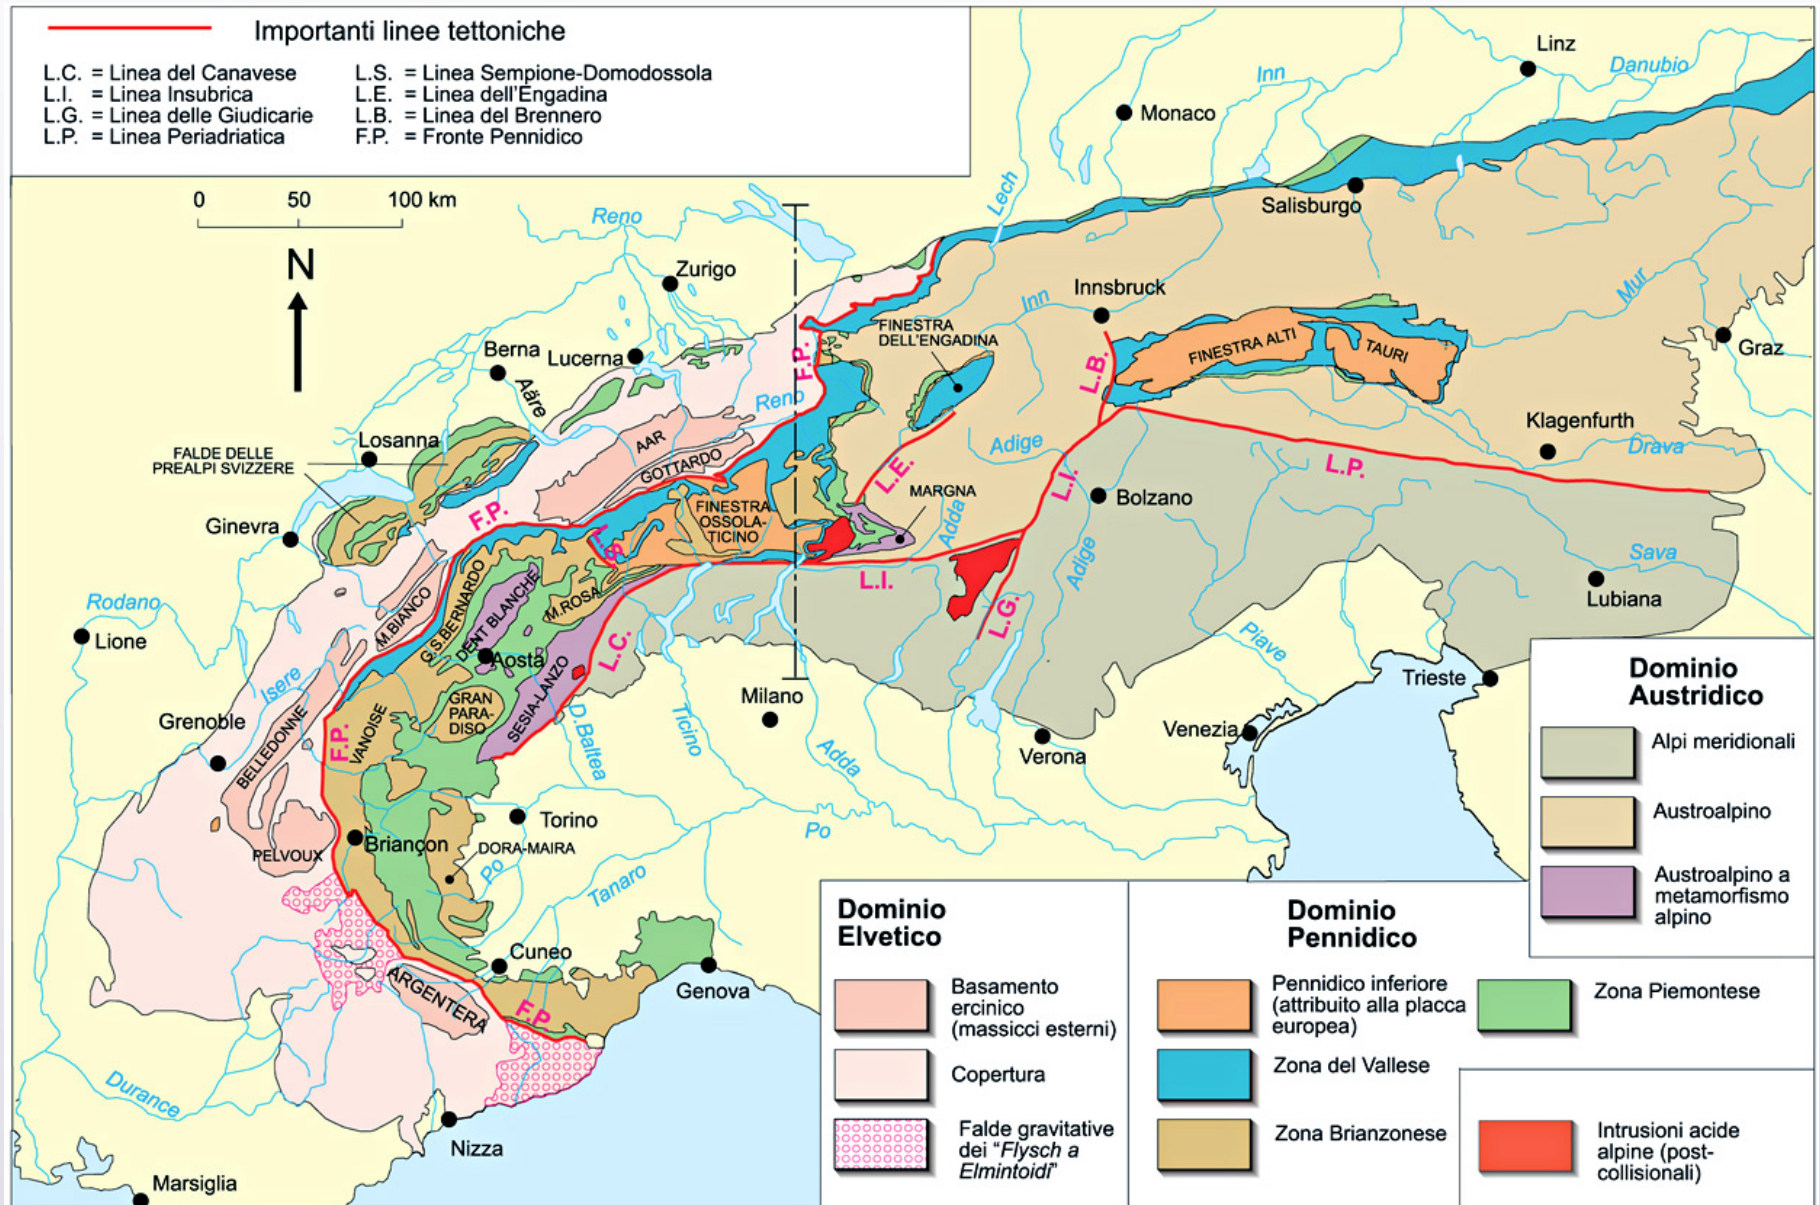 Importanti linee tettoniche
L.C. = Linea del Canavese
L.I. = Linea Insubrica
L.G. = Linea delle Giudicarie
L.P. = Linea Periadriatica
L.S. = Linea Sempione-Domodossola
L.E. = Linea dell'Engadina
L.B. = Linea del Brennero
F.P. = Fronte Pennidico
0 50 100 km
N
Linz
Danubio
Inn
Monaco
Lech
Salisburgo
Reno
Zurigo
Innsbruck
Inn
Mur
Graz
FINESTRA
DELL'ENGADINA
FINESTRA ALTI
TAURI
L.B.
F.P.
Berna
Lucerna
Aäre
Reno
Losanna
AAR
GOTTARDO
Adige
L.E.
L.I.
L.P.
Klagenfurth
Drava
FALDE DELLE
PREALPI SVIZZERE
MARGNA
Bolzano
Ginevra
F.P.
L.S.
FINESTRA
OSSOLA-
TICINO
Adda
Adige
Sava
L.I.
Lubiana
Rodano
Lione
M.BIANCO
G.S.BERNARDO
DENT BLANCHE
M.ROSA
Aosta
L.C.
L.G.
Piave
Trieste
Isere
Grenoble
BELLEDONNE
F.P.
VANOISE
GRAN
PARA-
DISO
SESIA-LANZO
D.Baltea
Ticino
Milano
Adda
Verona
Venezia
PELVOUX
Briançon
Torino
DORA-MAIRA
Po
Po
Tanaro
Cuneo
Genova
ARGENTERA
F.P.
Durance
Nizza
Marsiglia
Dominio
Austridico
Alpi meridionali
Austroalpino
Austroalpino a
metamorfismo
alpino
Dominio
Elvetico
Basamento
ercinico
(massicci esterni)
Copertura
Falde gravitative
dei "Flysch a
Elmintoidi"
Dominio
Pennidico
Pennidico inferiore
(attribuito alla placca
europea)
Zona del Vallese
Zona Brianzonese
Zona Piemontese
Intrusioni acide
alpine (post-
collisionali)